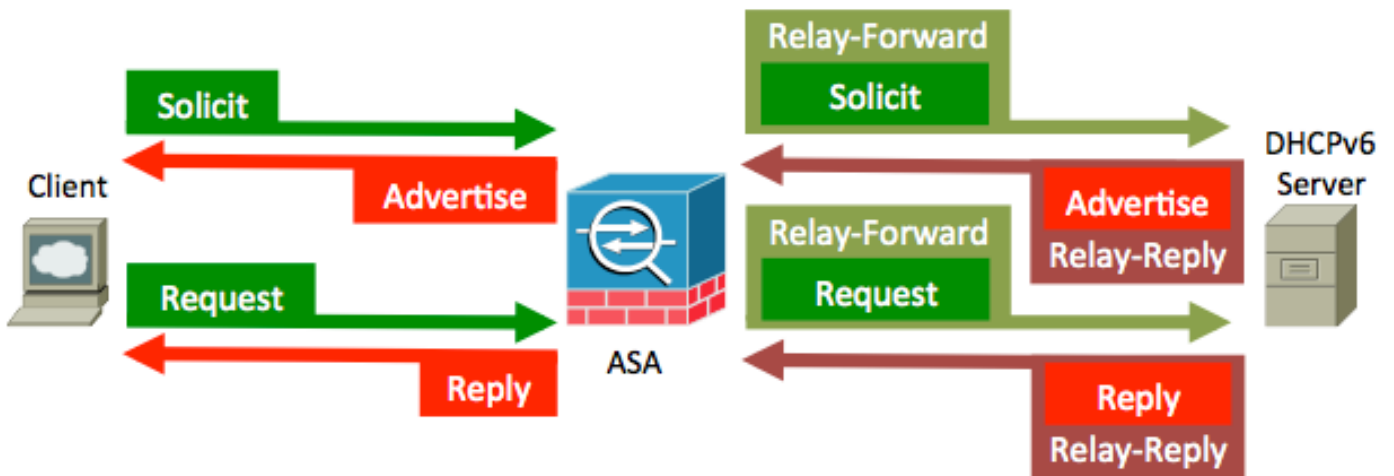 Relay-Forward
Solicit
Solicit
Advertise
Client
DHCPv6
Server
Advertise
Relay-Reply
Relay-Forward
Request
Request
ASA
Reply
Reply
Relay-Reply